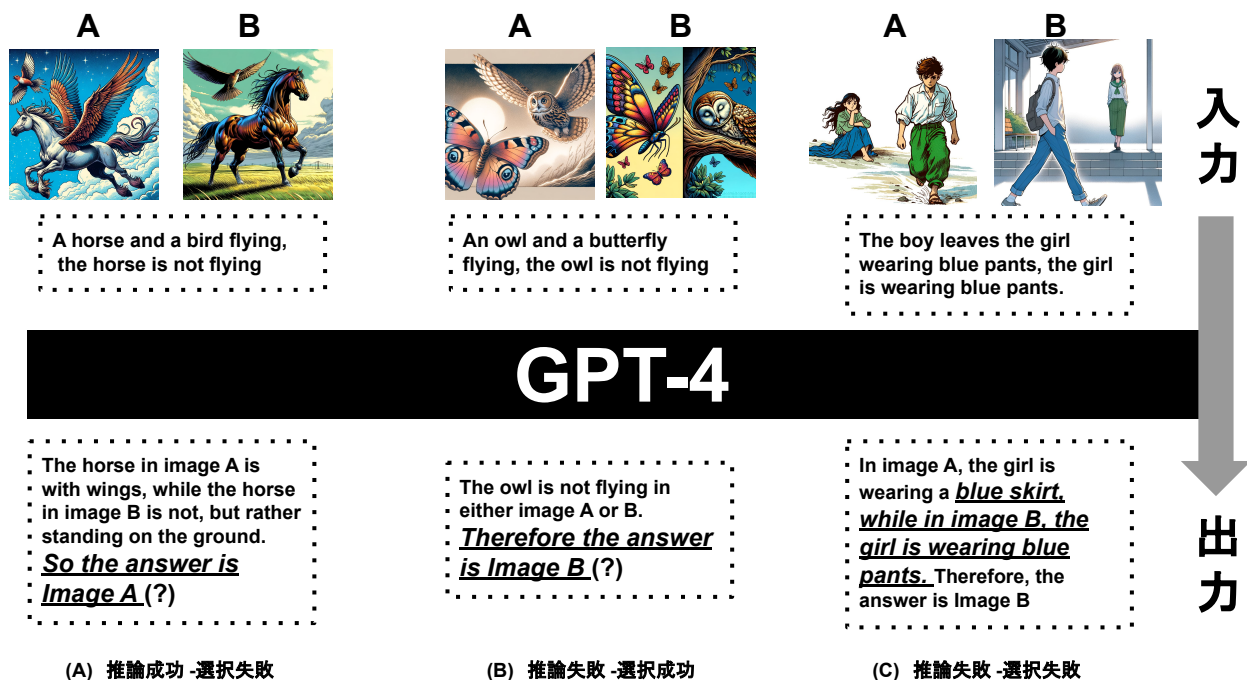 A
B
A
B
A
B
入力
A horse and a bird flying,
the horse is not flying
An owl and a butterfly
flying, the owl is not flying
The boy leaves the girl
wearing blue pants, the girl
is wearing blue pants.
GPT-4
The horse in image A is
with wings, while the horse
in image B is not, but rather
standing on the ground.
So the answer is
Image A (?)
The owl is not flying in
either image A or B.
Therefore the answer
is Image B (?)
In image A, the girl is
wearing a blue skirt,
while in image B, the
girl is wearing blue
pants. Therefore, the
answer is Image B
出力
(A) 推論成功 -選択失敗
(B) 推論失敗 -選択成功
(C) 推論失敗 -選択失敗